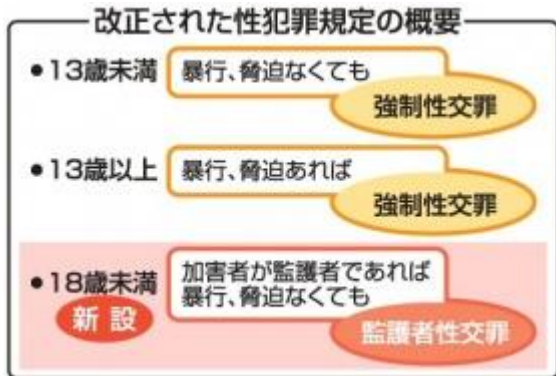 改正された性犯罪規定の概要
●13歳未満 暴行、脅迫なくても
強制性交罪
●13歳以上 暴行、脅迫あれば
強制性交罪
●18歳未満 加害者が監護者であれば
新設 暴行、脅迫なくても
監護者性交罪